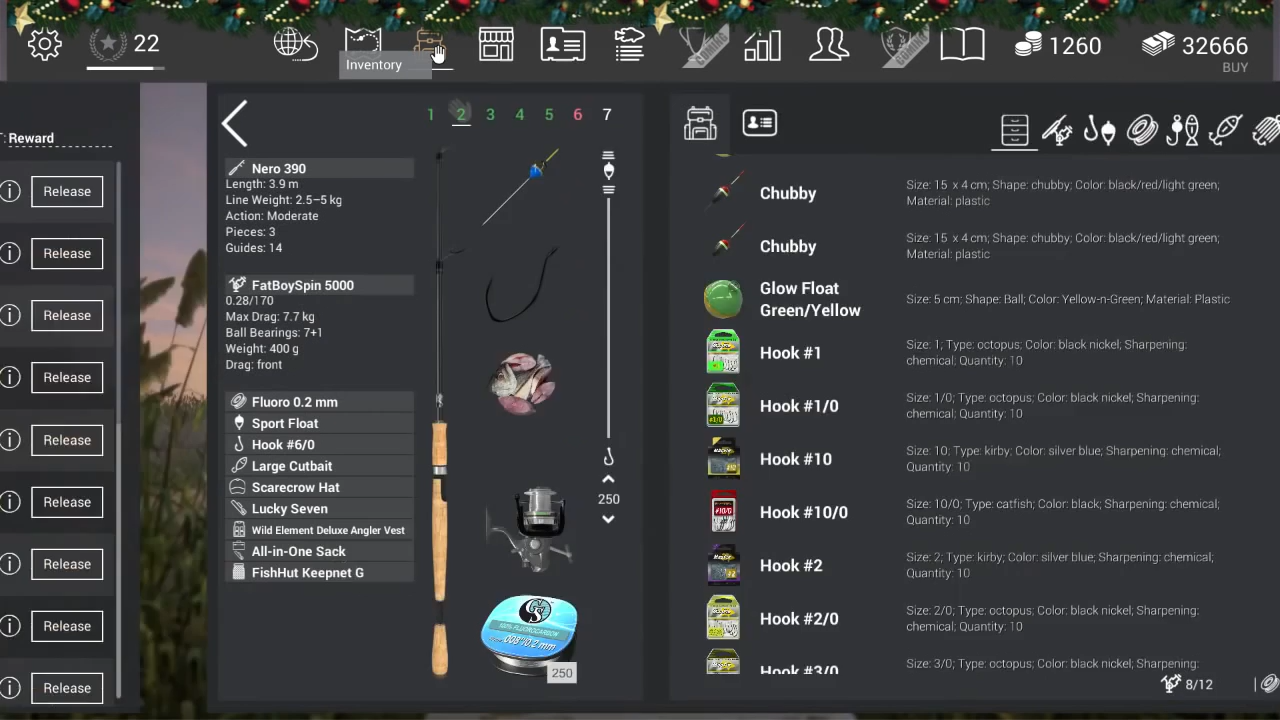 22
1260
32666
BUY
Inventory
Reward
Release
Release
Release
Release
Release
Release
Release
Release
Release
1 2 3 4 5 6 7
Nero 390
Length: 3.9 m
Line Weight: 2.5–5 kg
Action: Moderate
Pieces: 3
Guides: 14
FatBoySpin 5000
0.28/170
Max Drag: 7.7 kg
Ball Bearings: 7+1
Weight: 400 g
Drag: front
Fluoro 0.2 mm
Sport Float
Hook #6/0
Large Cutbait
Scarecrow Hat
Lucky Seven
Wild Element Deluxe Angler Vest
All-in-One Sack
FishHut Keepnet G
250
250
Chubby
Size: 15 x 4 cm; Shape: chubby; Color: black/red/light green;
Material: plastic
Chubby
Size: 15 x 4 cm; Shape: chubby; Color: black/red/light green;
Material: plastic
Glow Float
Green/Yellow
Size: 5 cm; Shape: Ball; Color: Yellow-n-Green; Material: Plastic
Hook #1
Size: 1; Type: octopus; Color: black nickel; Sharpening:
chemical; Quantity: 10
Hook #1/0
Size: 1/0; Type: octopus; Color: black nickel; Sharpening:
chemical; Quantity: 10
Hook #10
Size: 10; Type: kirby; Color: silver blue; Sharpening: chemical;
Quantity: 10
Hook #10/0
Size: 10/0; Type: catfish; Color: black; Sharpening: chemical;
Quantity: 10
Hook #2
Size: 2; Type: kirby; Color: silver blue; Sharpening: chemical;
Quantity: 10
Hook #2/0
Size: 2/0; Type: octopus; Color: black nickel; Sharpening:
chemical; Quantity: 10
Hook #3/0
Size: 3/0; Type: octopus; Color: black nickel; Sharpening:
8/12